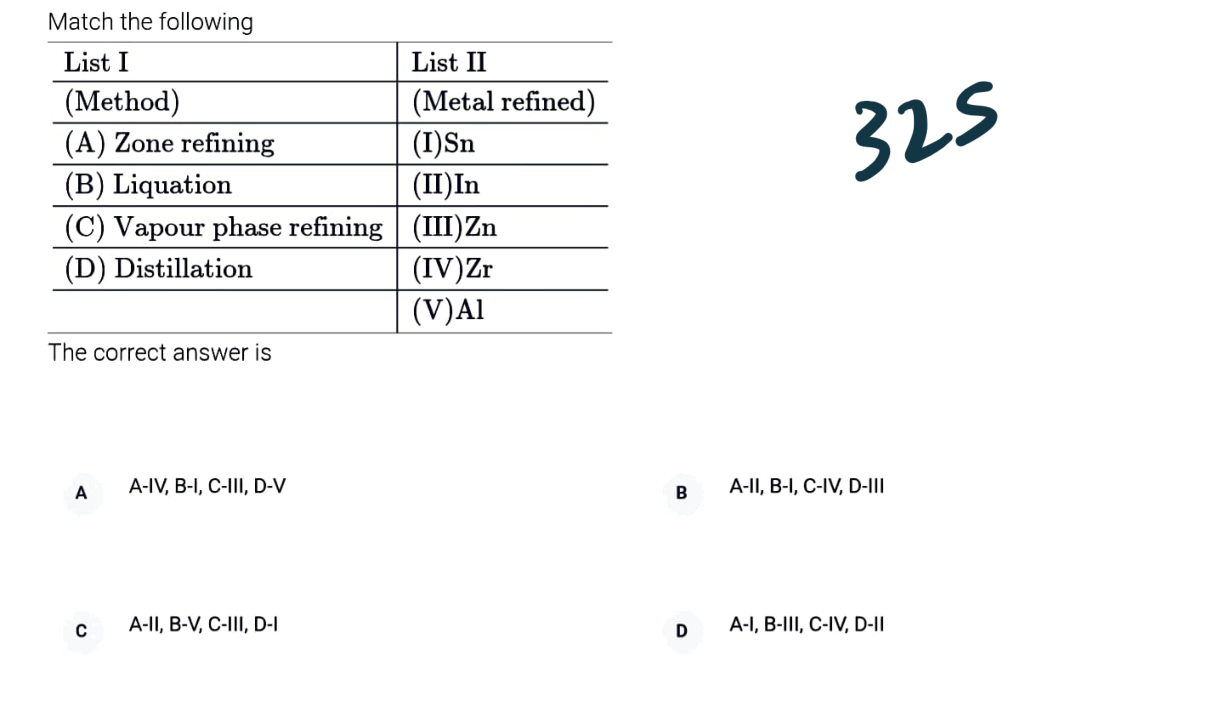 Match the following
List I List II
(Method) (Metal refined)
(A) Zone refining (I)Sn
(B) Liquation (II)In
(C) Vapour phase refining (III)Zn
(D) Distillation (IV)Zr
(V)Al
The correct answer is
325
A A-IV, B-I, C-III, D-V
B A-II, B-I, C-IV, D-III
C A-II, B-V, C-III, D-I
D A-I, B-III, C-IV, D-II